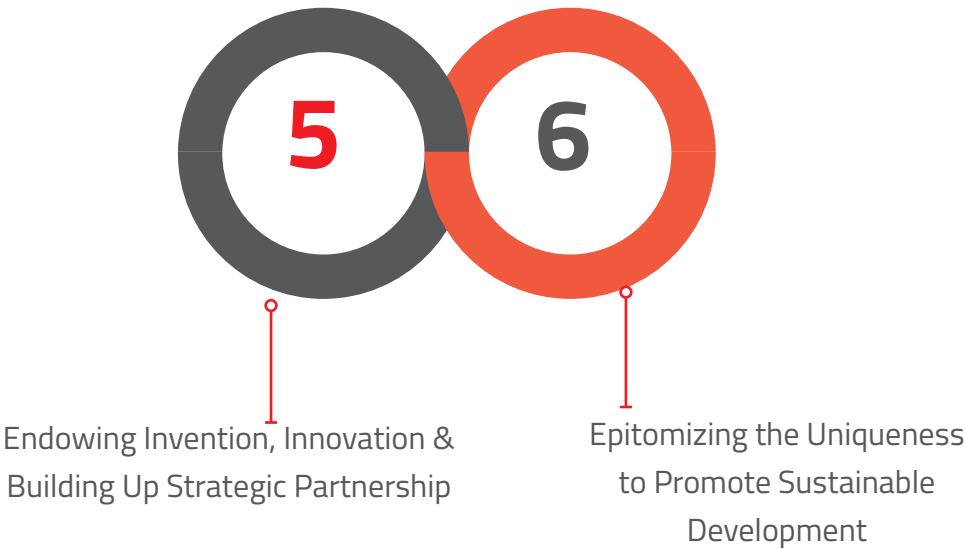 5
6
Endowing Invention, Innovation &
Building Up Strategic Partnership
Epitomizing the Uniqueness
to Promote Sustainable
Development